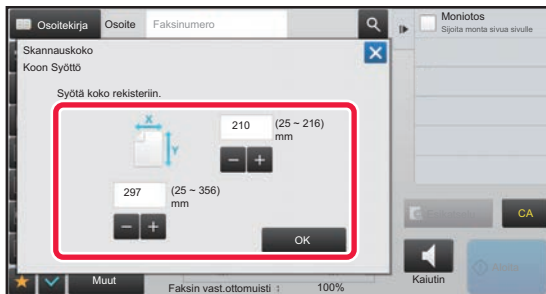 Osoitekirja
Osoite
Faksinumero
Moniotos
Sijoita monta sivua sivulle
Skannauskoko
Koon Syöttö
Syötä koko rekisteriin.
X
Y
210
(25 ~ 216)
mm
297
(25 ~ 356)
mm
OK
CA
Muut
Faksin vast.ottomuisti :
100%
Kaiutin